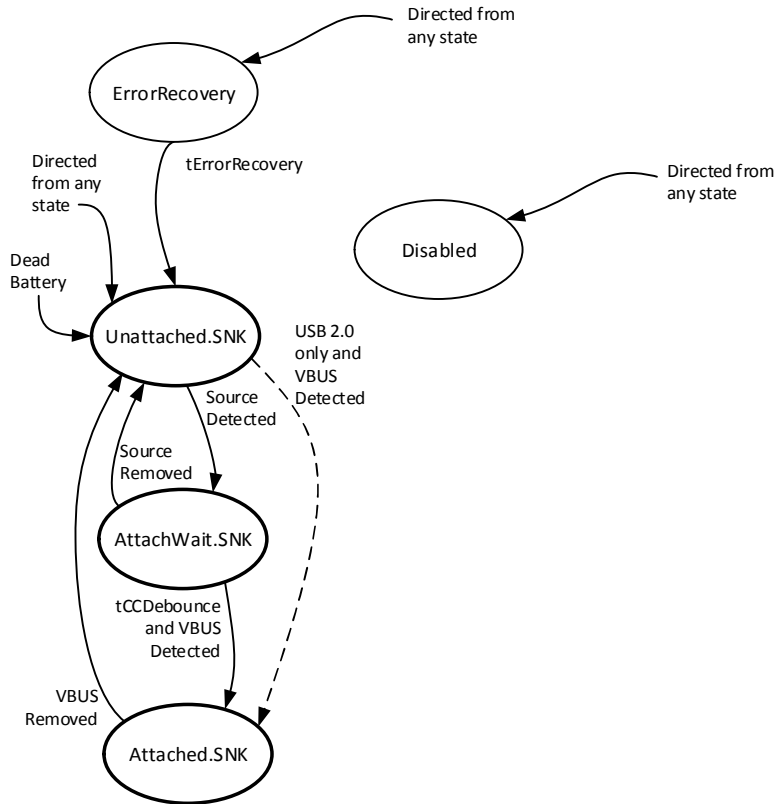 Directed from
any state
ErrorRecovery
tErrorRecovery
Directed
from any
state
Directed from
any state
Disabled
Dead
Battery
Unattached.SNK
USB 2.0
only and
VBUS
Detected
Source
Detected
Source
Removed
AttachWait.SNK
tCCDebounce
and VBUS
Detected
VBUS
Removed
Attached.SNK